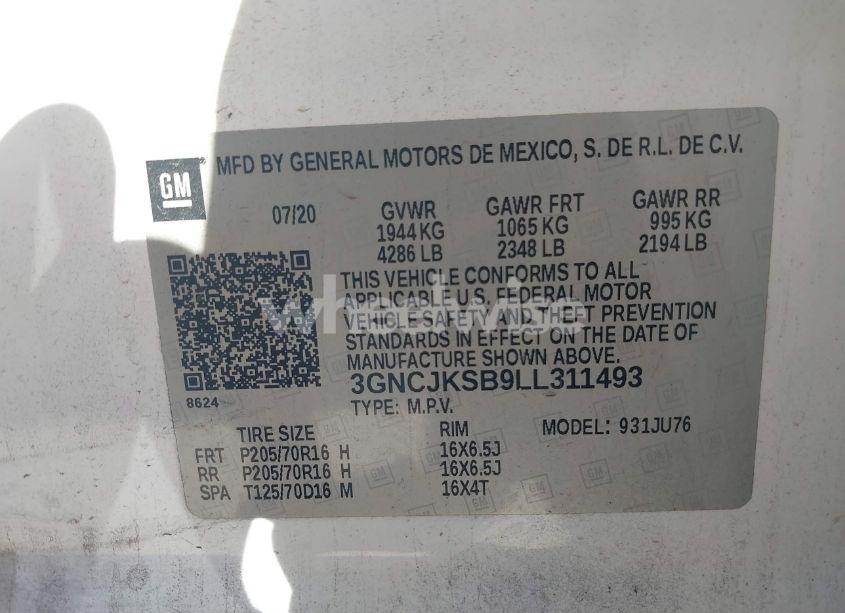 GM
MFD BY GENERAL MOTORS DE MEXICO, S. DE R.L. DE C.V.
07/20 GVWR GAWR FRT GAWR RR
1944 KG 1065 KG 995 KG
4286 LB 2348 LB 2194 LB
THIS VEHICLE CONFORMS TO ALL
APPLICABLE U.S. FEDERAL MOTOR
VEHICLE SAFETY AND THEFT PREVENTION
STANDARDS IN EFFECT ON THE DATE OF
MANUFACTURE SHOWN ABOVE.
3GNCJKSB9LL311493
8624
TYPE: M.P.V.
TIRE SIZE RIM MODEL: 931JU76
FRT P205/70R16 H 16X6.5J
RR P205/70R16 H 16X6.5J
SPA T125/70D16 M 16X4T